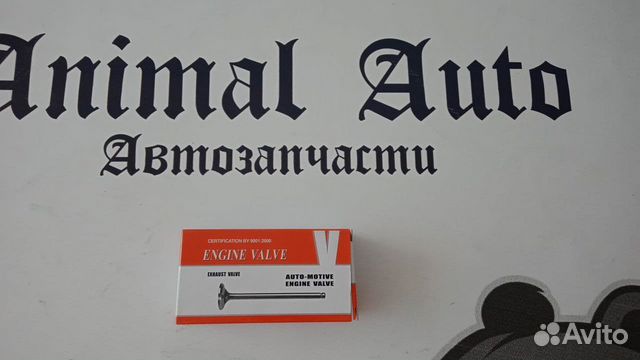 Animal Auto
Автозапчасти
CERTIFICATION BY 9001:2000
ENGINE VALVE
V
EXHAUST VALVE
AUTO-MOTIVE
ENGINE VALVE
Avito